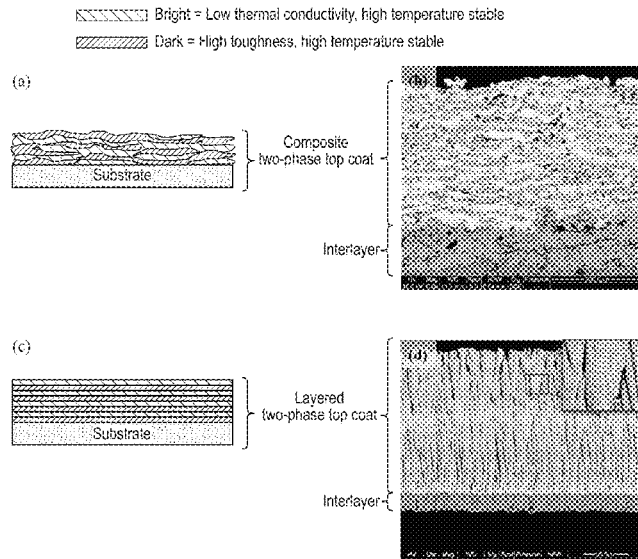 Bright = Low thermal conductivity, high temperature stable
Dark = High toughness, high temperature stable
(a)
(b)
Substrate
Composite
two-phase top coat
Interlayer
(c)
(d)
Substrate
Layered
two-phase top coat
Interlayer